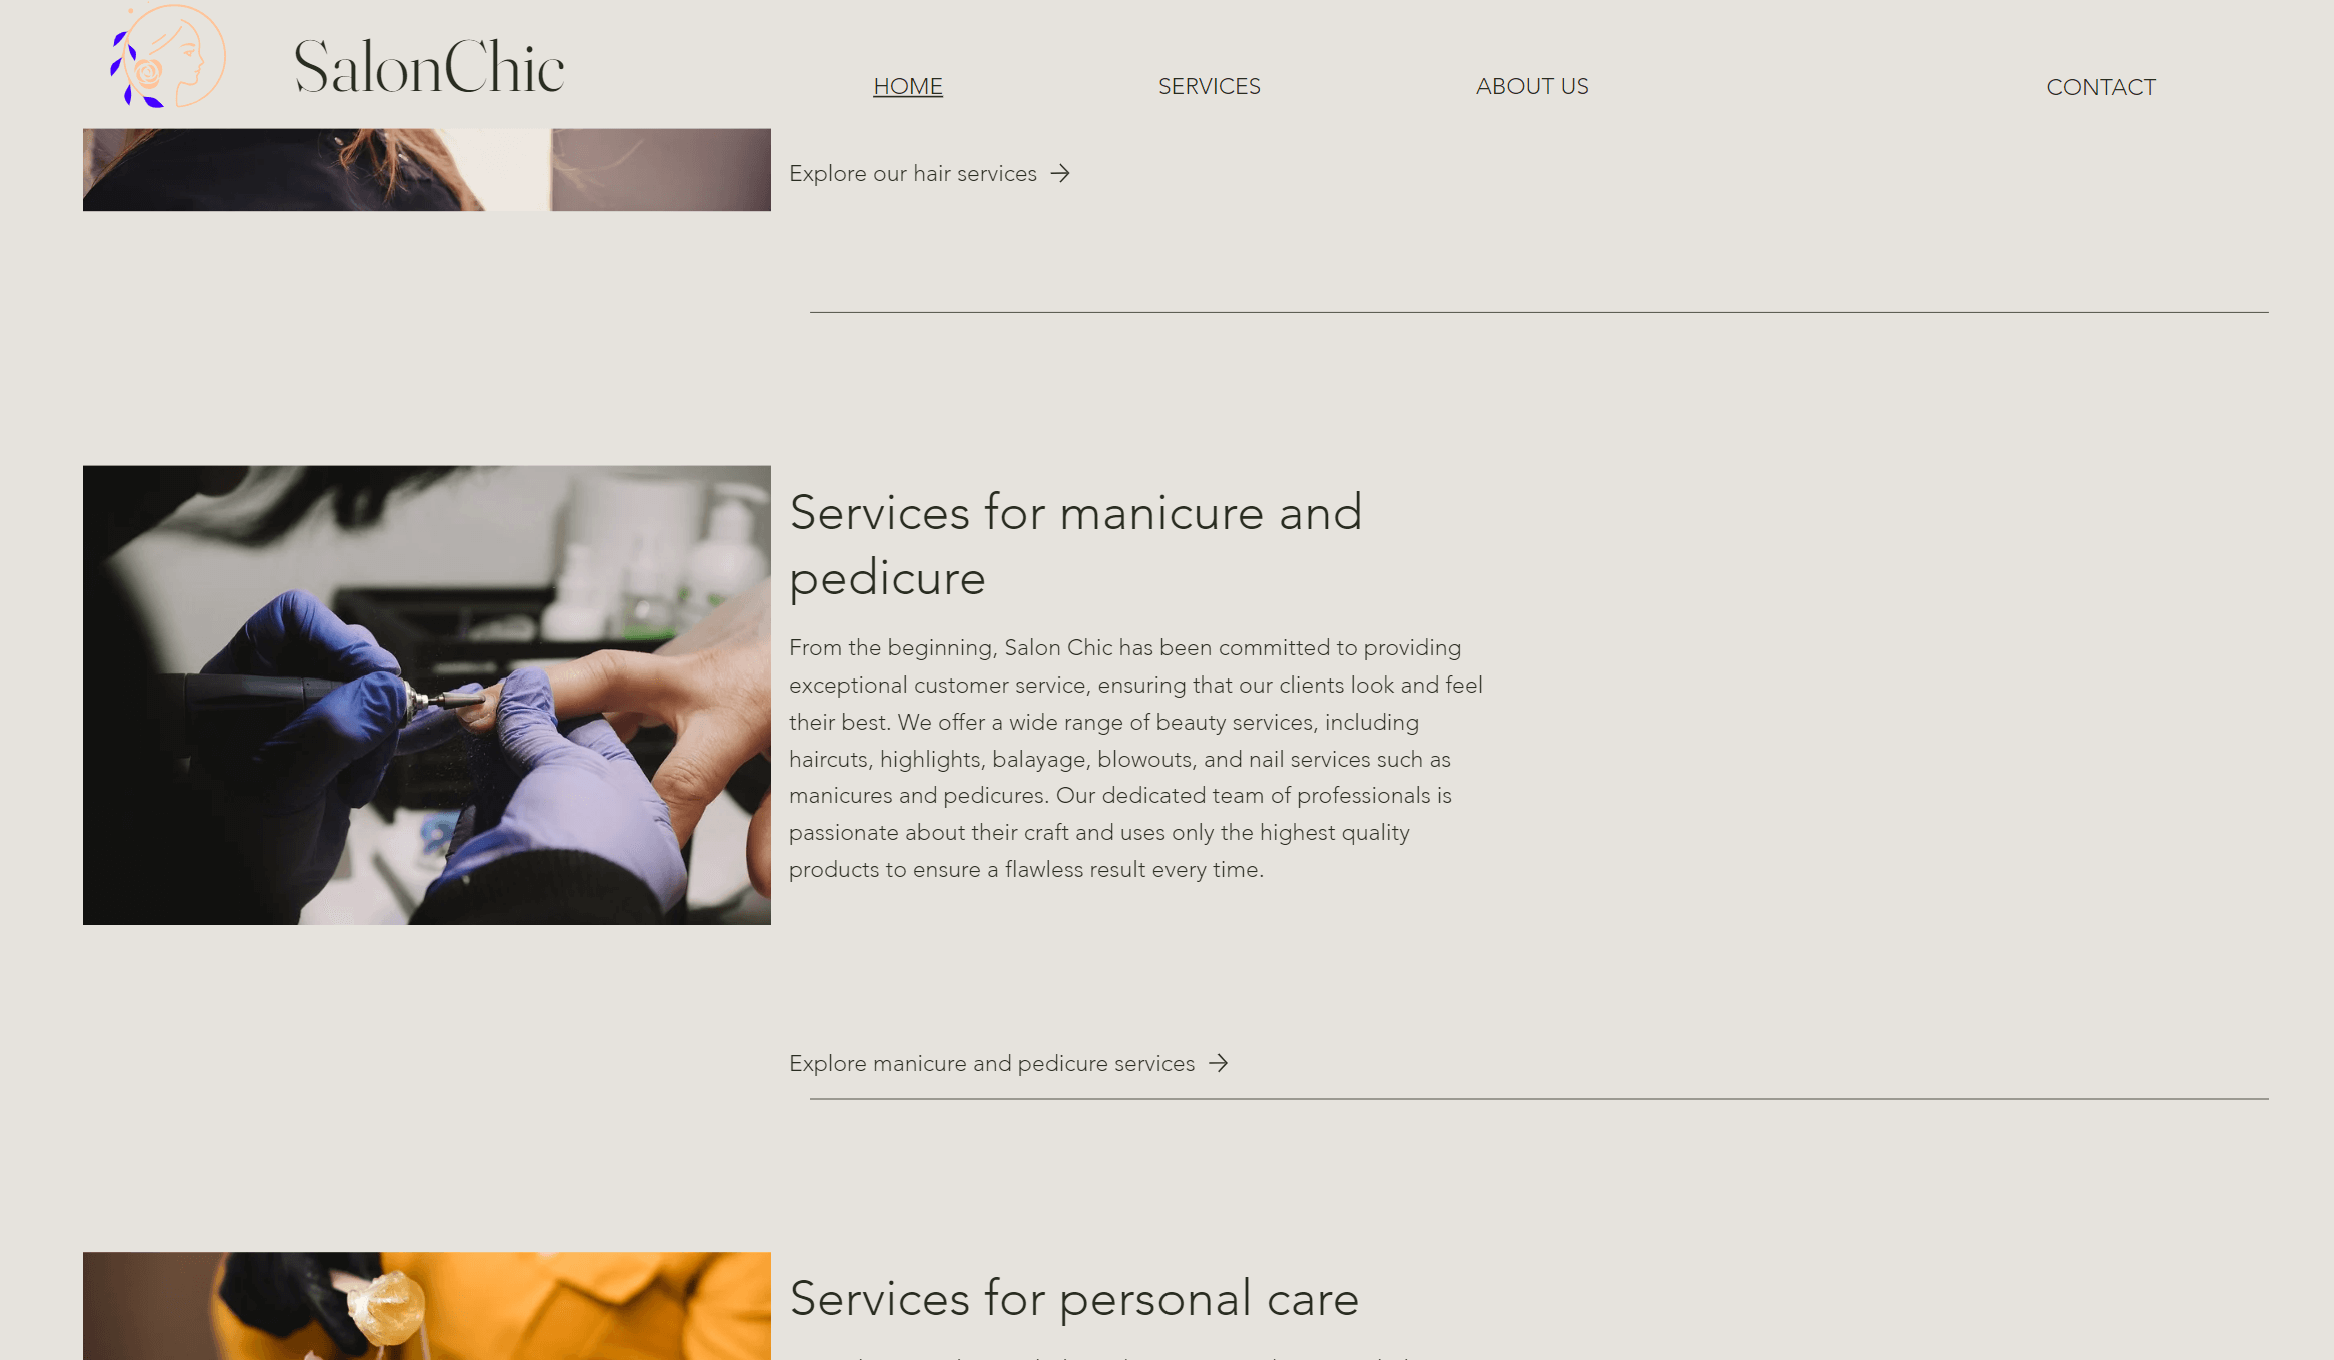 SalonChic
HOME
SERVICES
ABOUT US
CONTACT
Explore our hair services
Services for manicure and
pedicure
From the beginning, Salon Chic has been committed to providing
exceptional customer service, ensuring that our clients look and feel
their best. We offer a wide range of beauty services, including
haircuts, highlights, balayage, blowouts, and nail services such as
manicures and pedicures. Our dedicated team of professionals is
passionate about their craft and uses only the highest quality
products to ensure a flawless result every time.
Explore manicure and pedicure services
Services for personal care